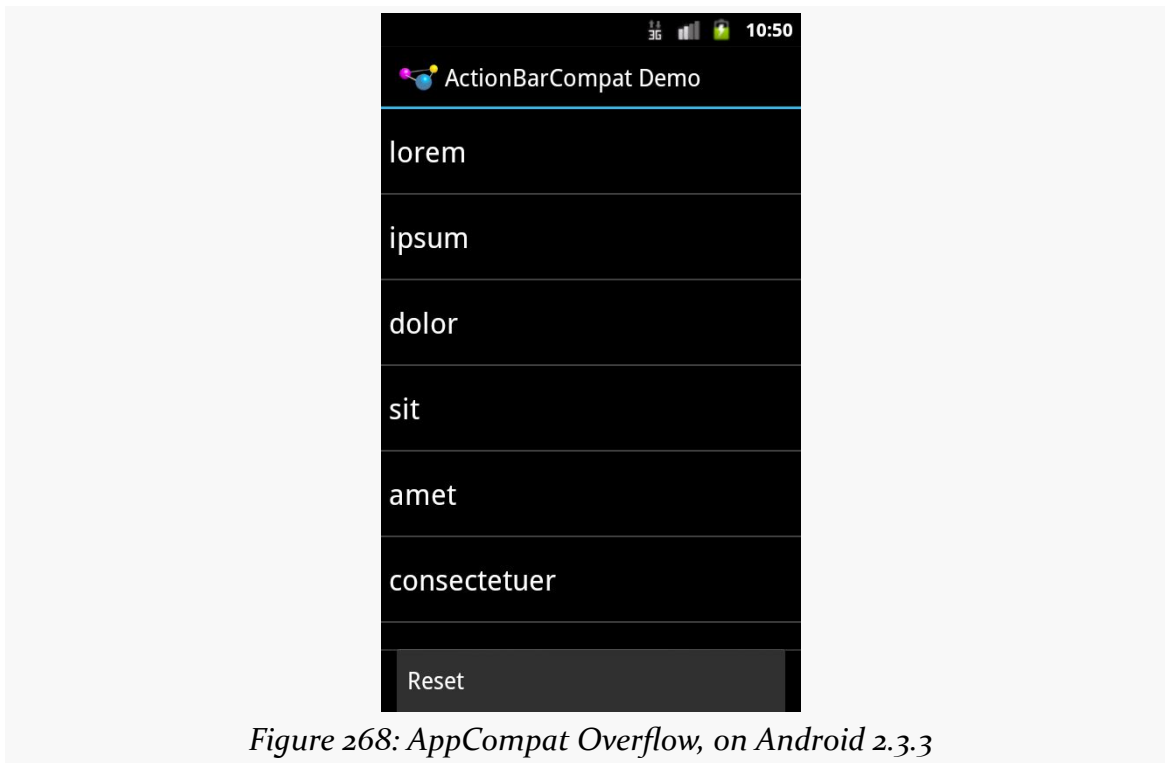 3G 10:50
ActionBarCompat Demo
lorem
ipsum
dolor
sit
amet
consectetuer
Reset
Figure 268: AppCompat Overflow, on Android 2.3.3